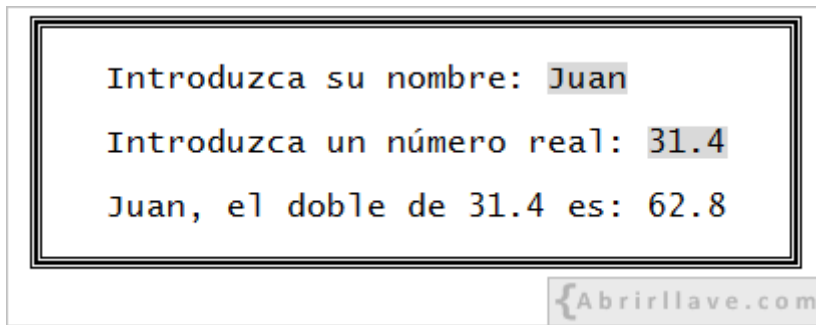 Introduzca su nombre: Juan
Introduzca un número real: 31.4
Juan, el doble de 31.4 es: 62.8
{Abrirllave.com